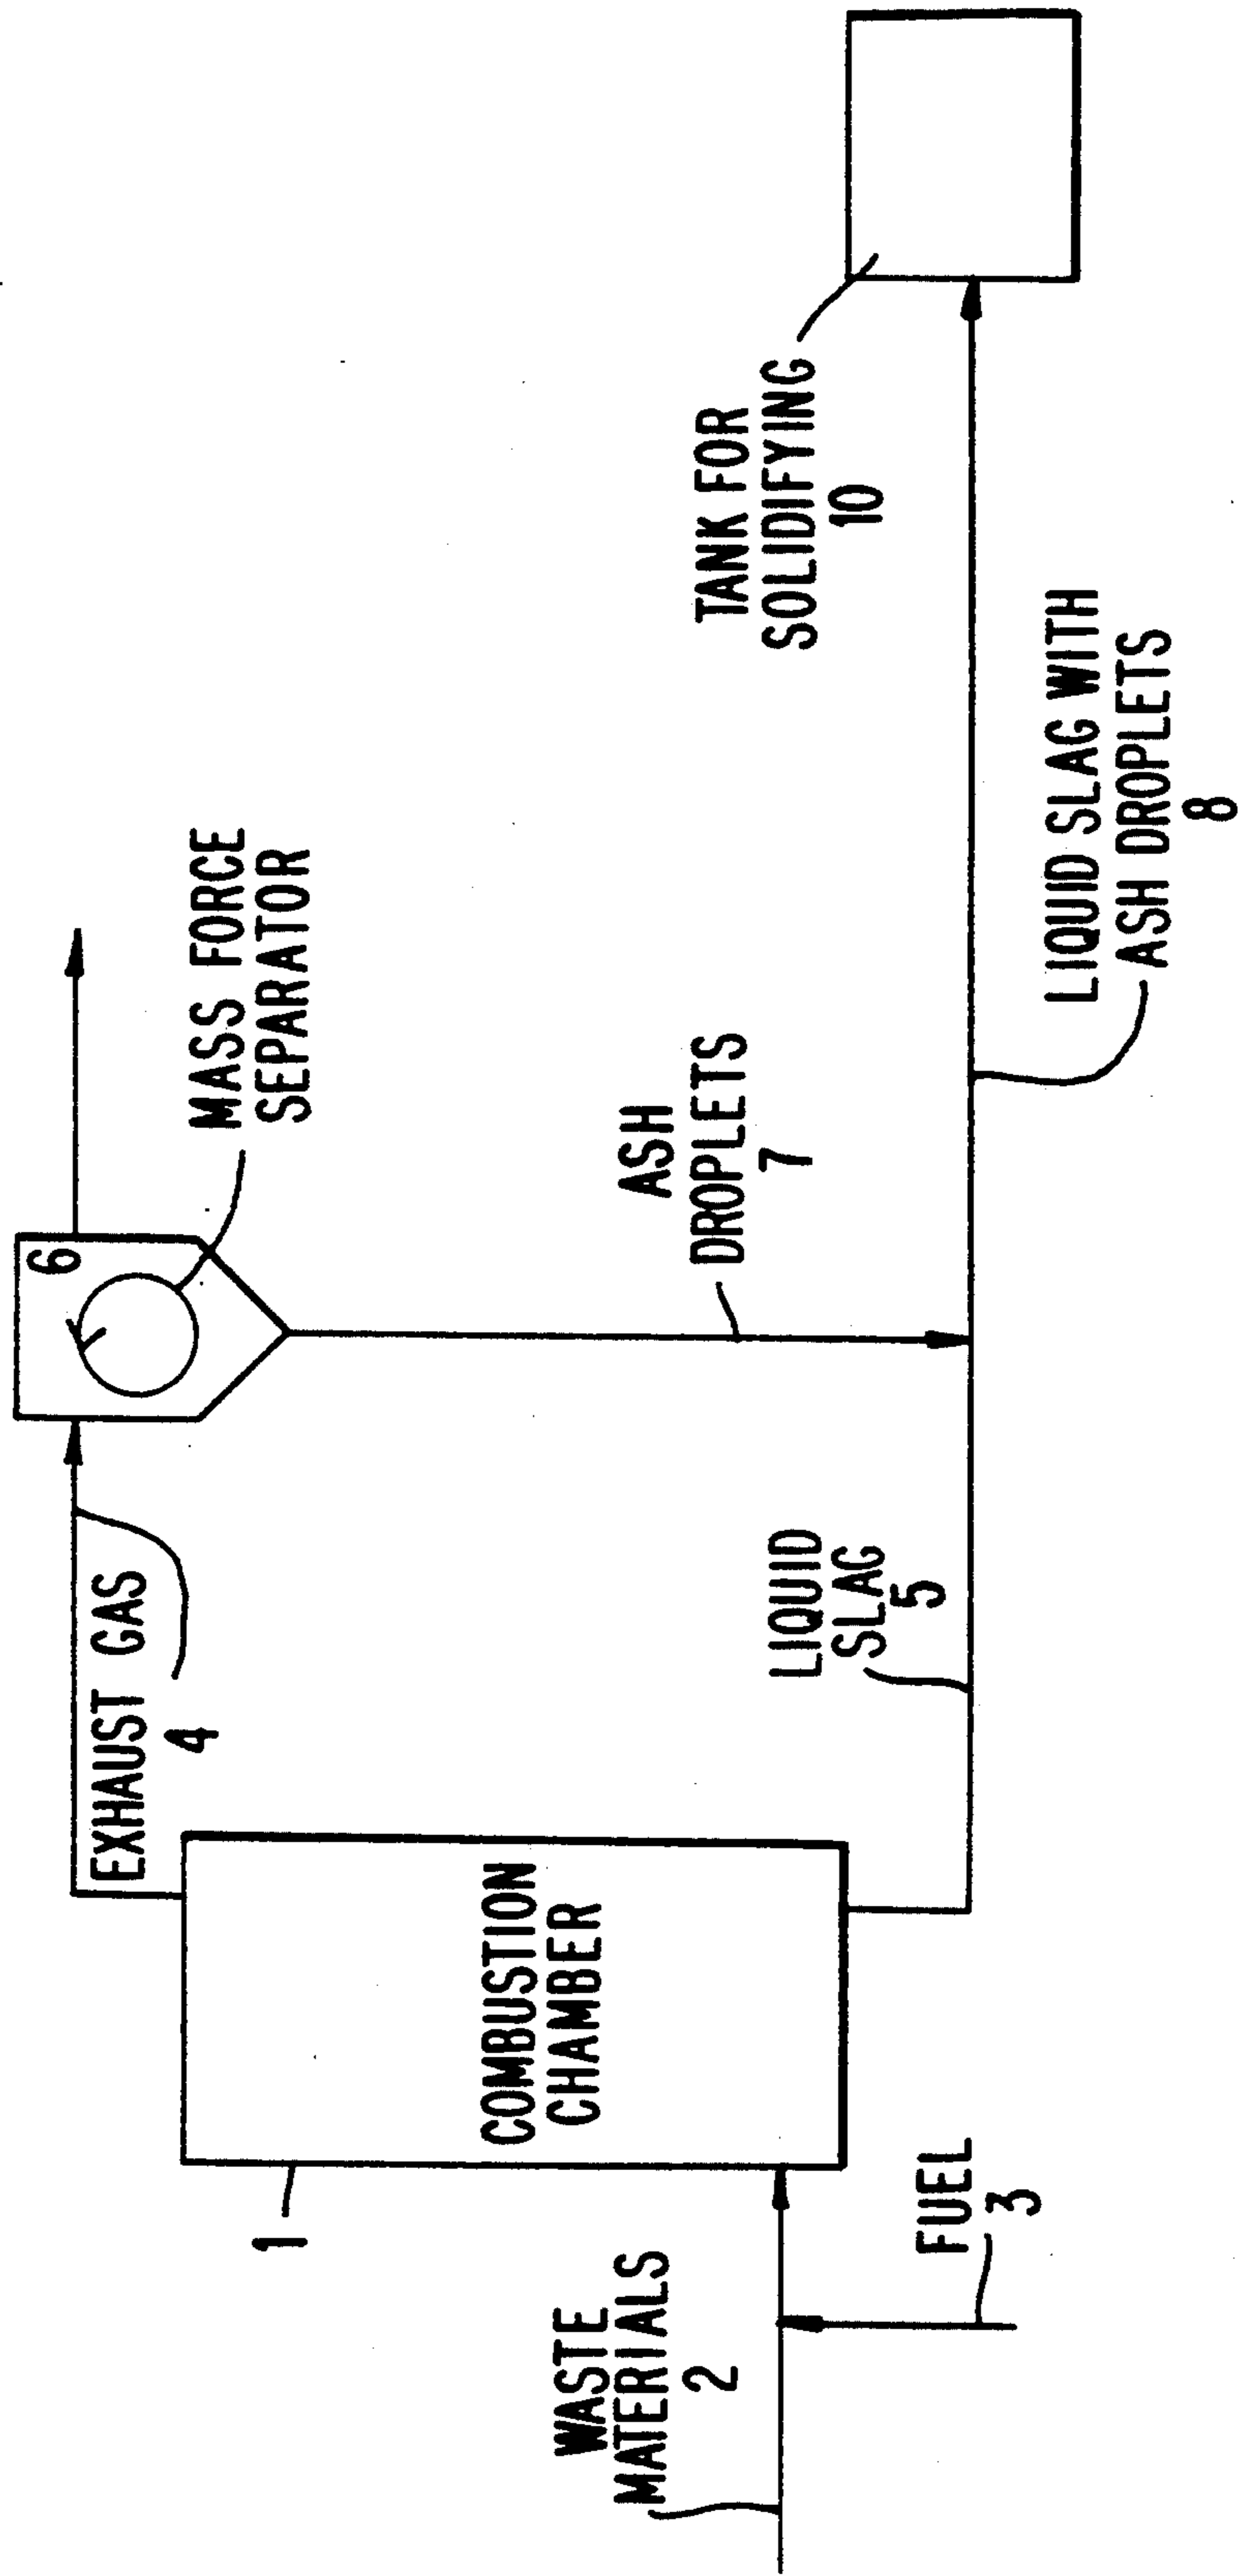 EXHAUST GAS
4
6
MASS FORCE
SEPARATOR
1
COMBUSTION
CHAMBER
WASTE
MATERIALS
2
FUEL
3
LIQUID
SLAG
5
ASH
DROPLETS
7
TANK FOR
SOLIDIFYING
10
LIQUID SLAG WITH
ASH DROPLETS
8